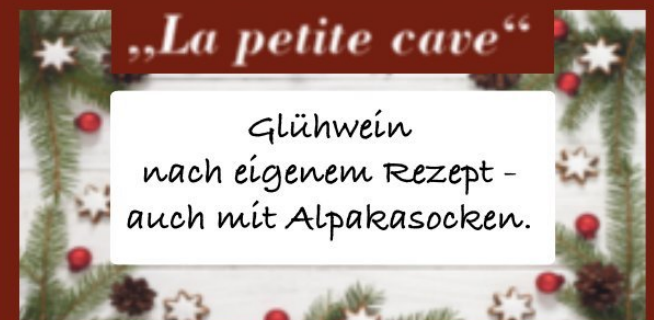 „La petite cave“
Glühwein
nach eigenem Rezept -
auch mit Alpakasocken.